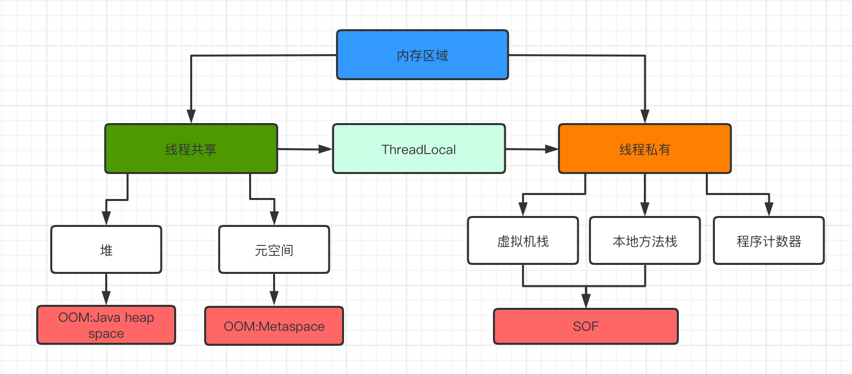 内存区域
线程共享
ThreadLocal
线程私有
堆
元空间
虚拟机栈
本地方法栈
程序计数器
OOM:Java heap
space
OOM:Metaspace
SOF